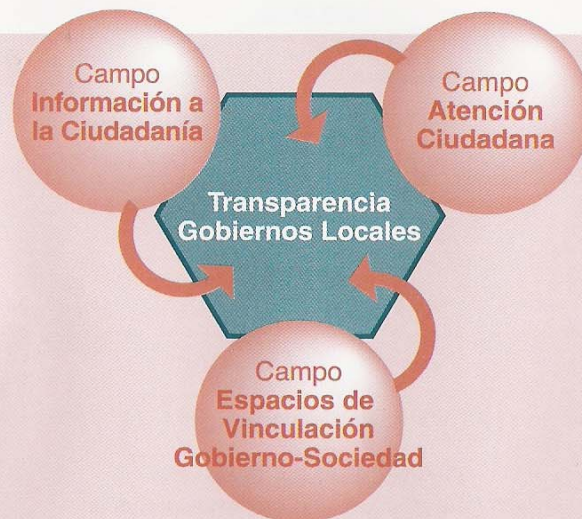 Campo
Información a
la Ciudadanía
Campo
Atención
Ciudadana
Transparencia
Gobiernos Locales
Campo
Espacios de
Vinculación
Gobierno-Sociedad